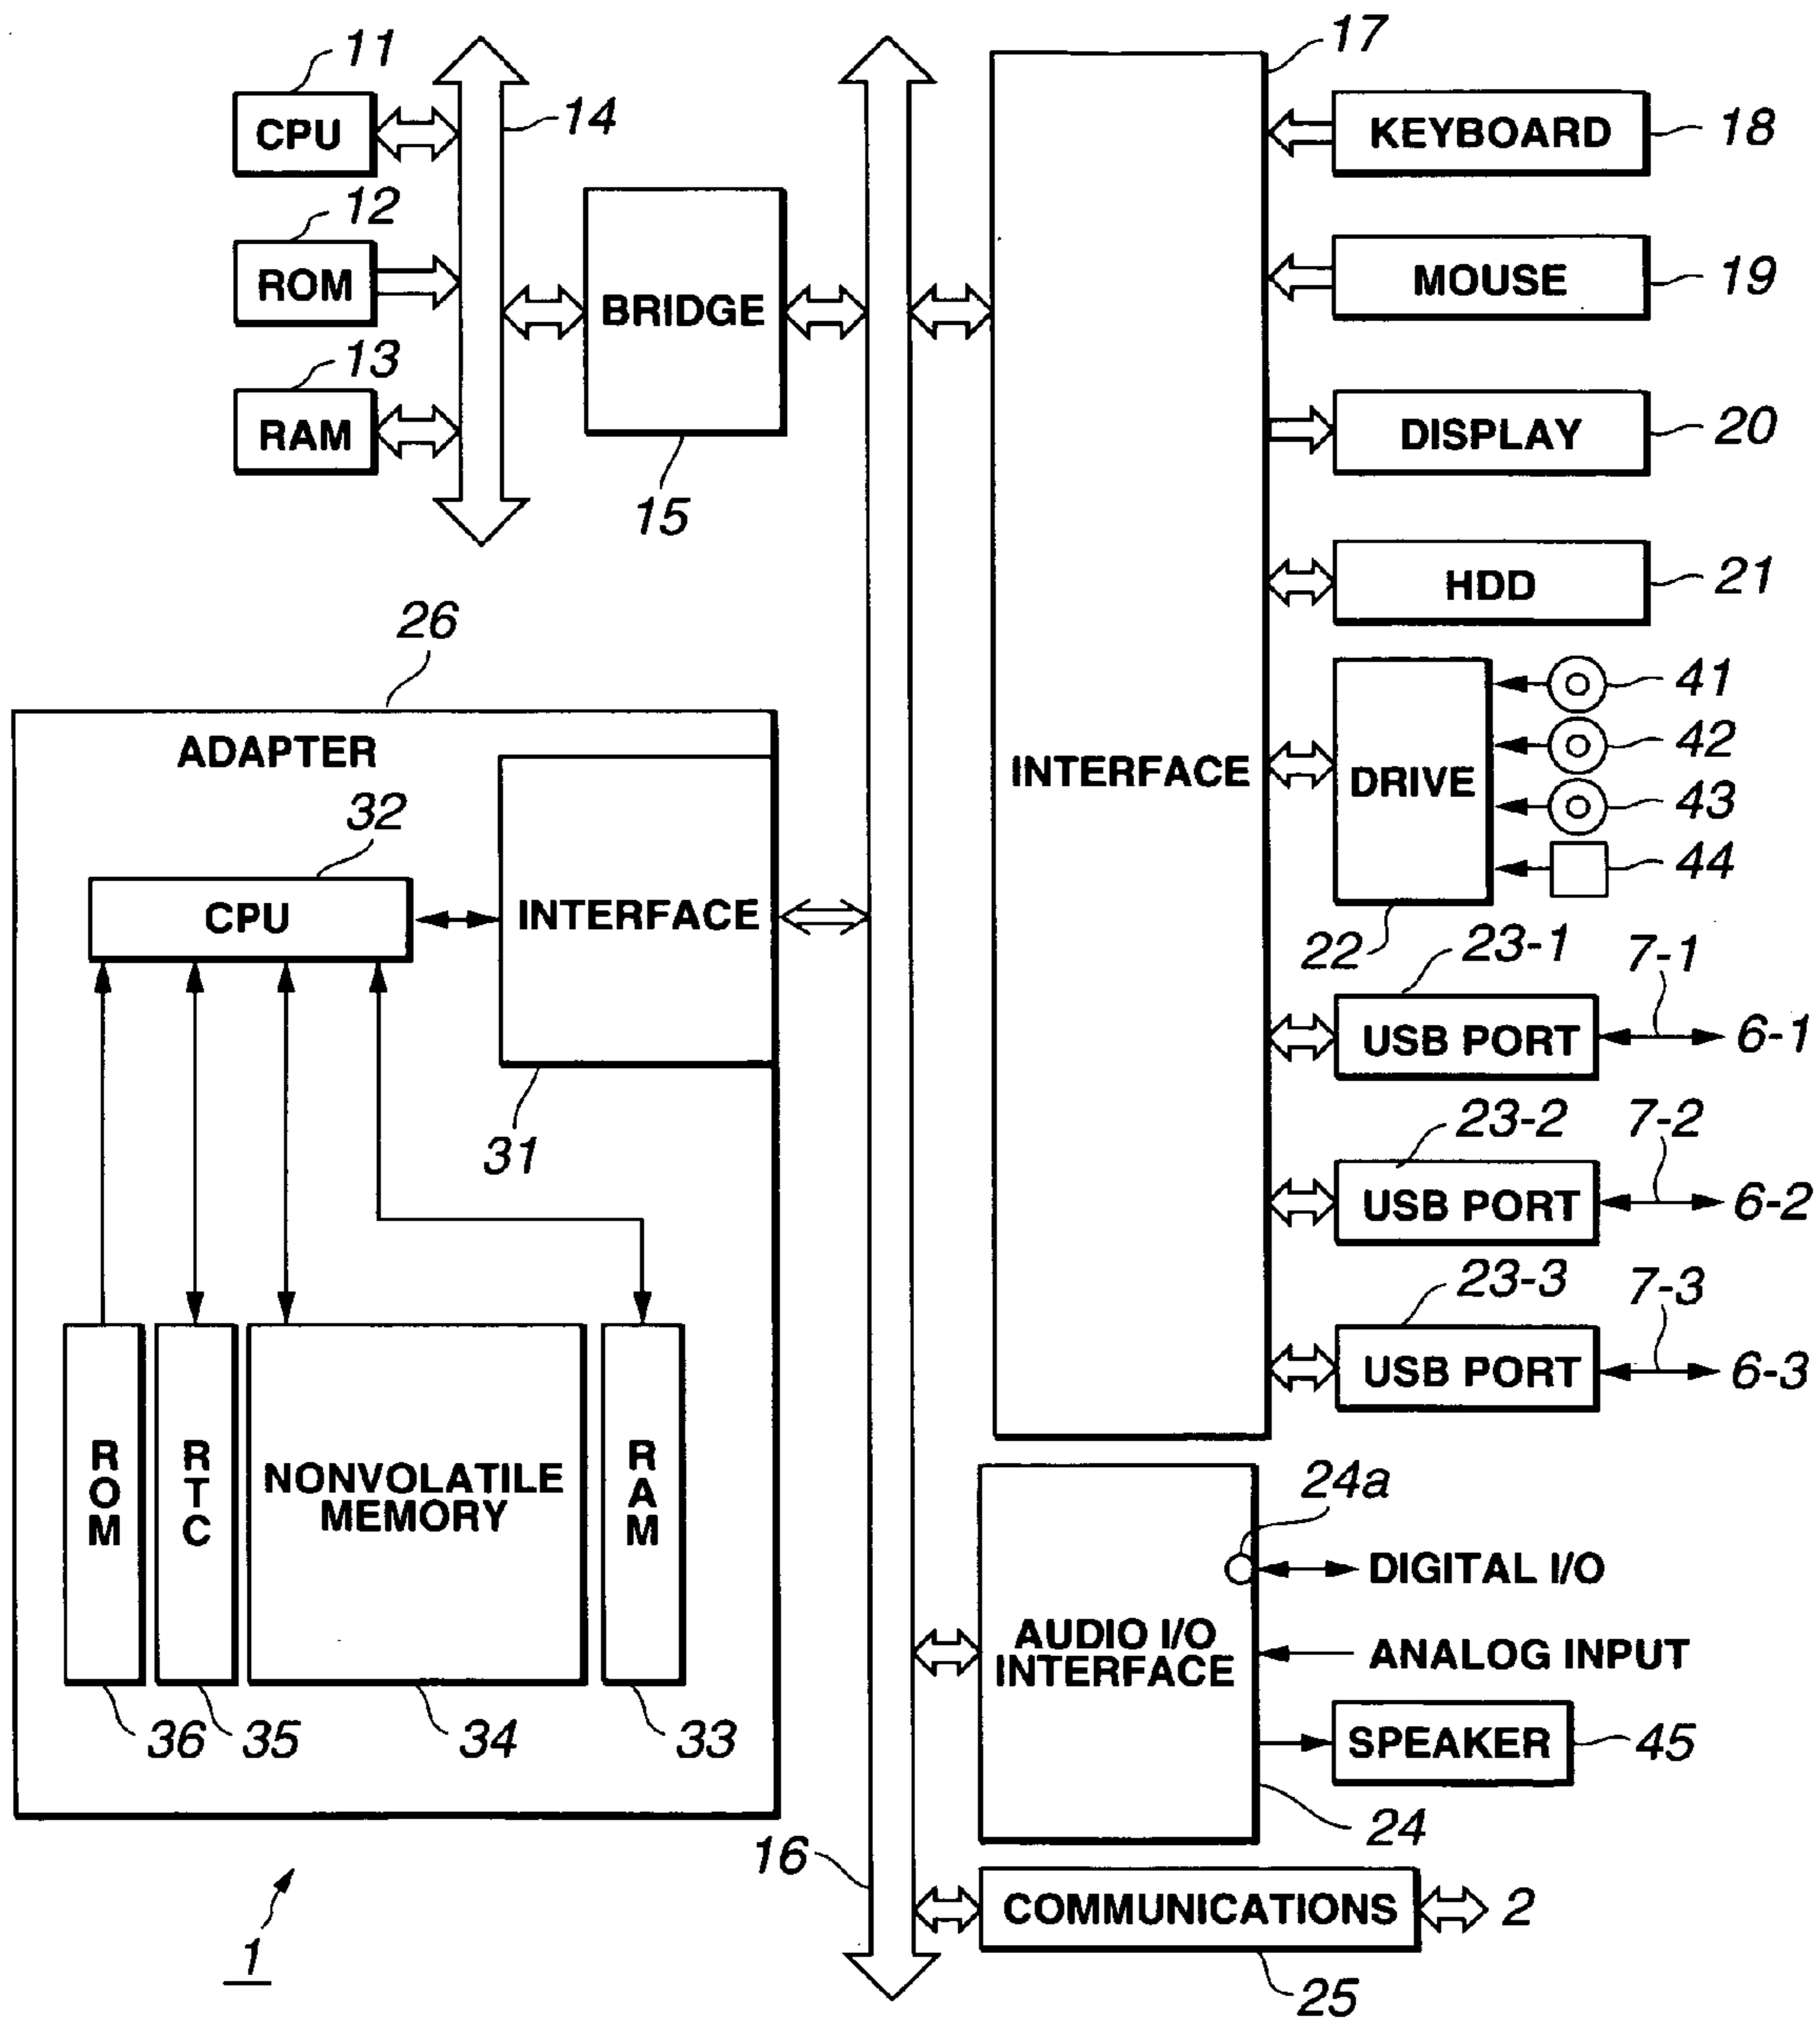 11
CPU
12
ROM
13
RAM
14
BRIDGE
15
17
INTERFACE
KEYBOARD 18
MOUSE 19
DISPLAY 20
HDD 21
DRIVE
41
42
43
44
22
23-1
7-1
USB PORT 6-1
23-2
7-2
USB PORT 6-2
23-3
7-3
USB PORT 6-3
26
ADAPTER
32
CPU
INTERFACE
31
ROM
RTC
NONVOLATILE
MEMORY
RAM
36
35
34
33
24a
DIGITAL I/O
AUDIO I/O
INTERFACE
ANALOG INPUT
SPEAKER 45
24
16
COMMUNICATIONS 2
25
1